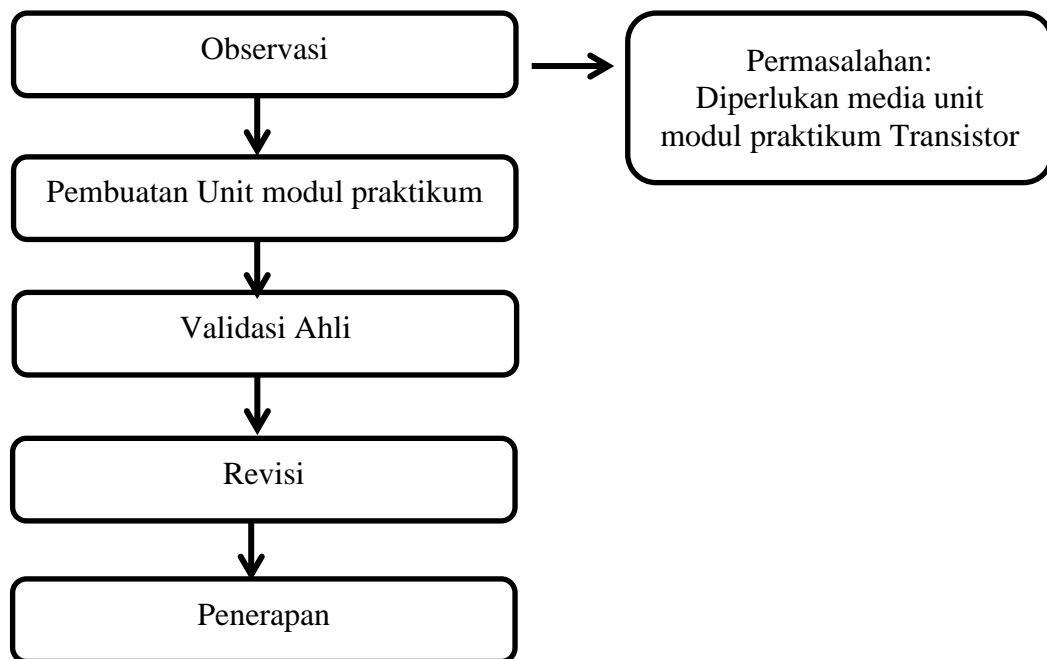 Observasi
Permasalahan:
Diperlukan media unit
modul praktikum Transistor
Pembuatan Unit modul praktikum
Validasi Ahli
Revisi
Penerapan